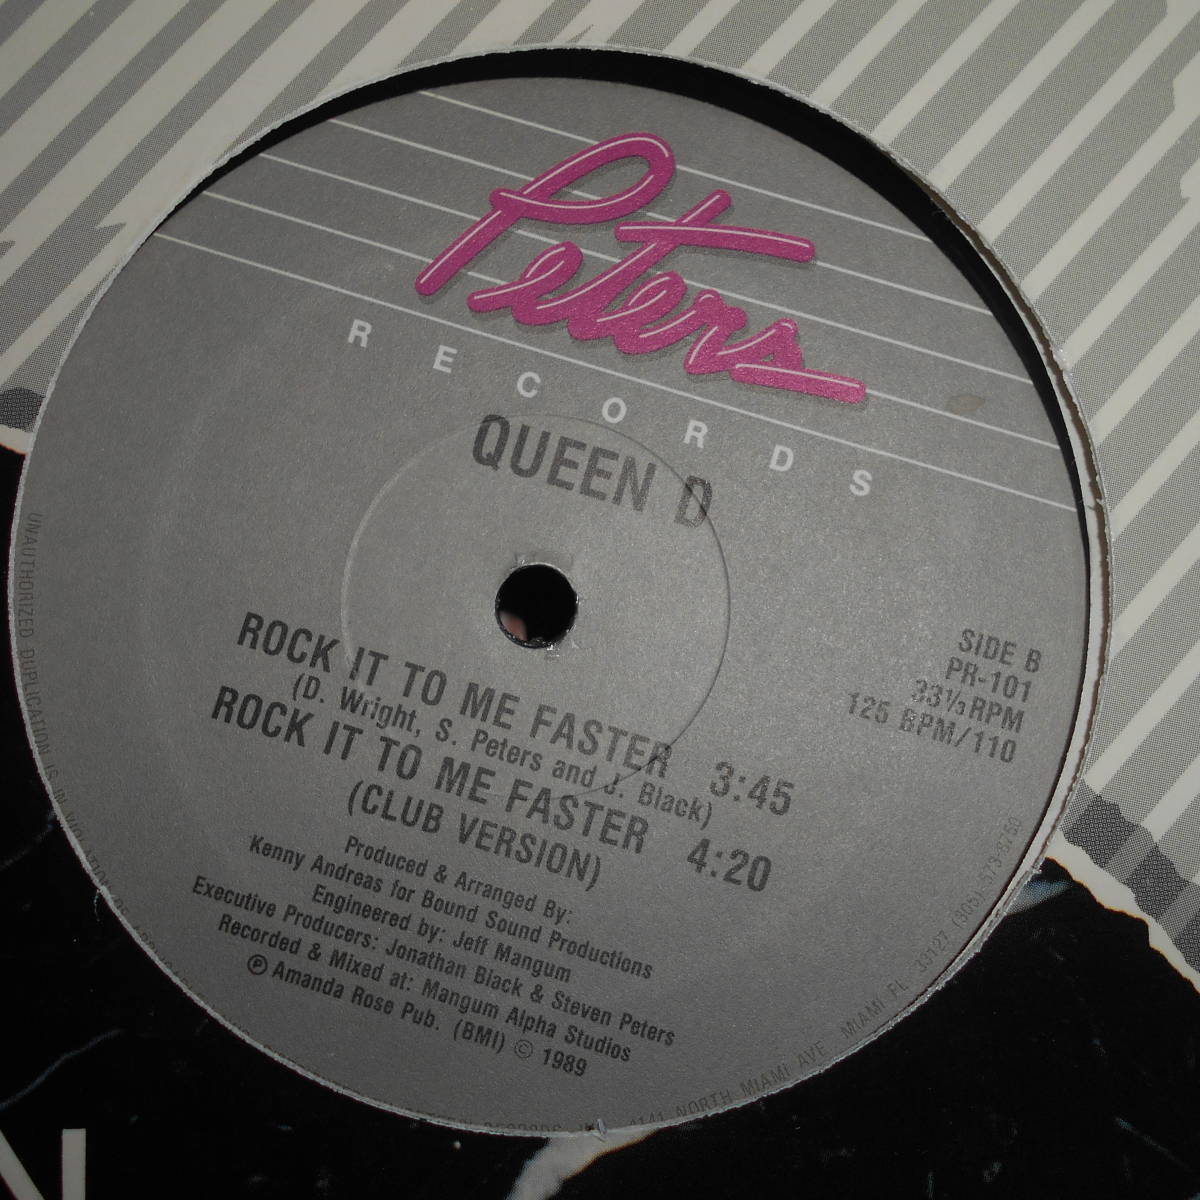 Peters
RECORDS
QUEEN D
SIDE B
PR-101
33⅓RPM
125 BPM/110
ROCK IT TO ME FASTER 3:45
(D. Wright, S. Peters and J. Black)
ROCK IT TO ME FASTER 4:20
(CLUB VERSION)
Produced & Arranged By:
Kenny Andreas for Bound Sound Productions
Engineered by: Jeff Mangum
Executive Producers: Jonathan Black & Steven Peters
Recorded & Mixed at: Mangum Alpha Studios
Ⓟ Amanda Rose Pub. (BMI) © 1989
UNAUTHORIZED DUPLICATION IS IN VIOLATION OF
NORTH MIAMI AVE MIAMI FL (305)
N